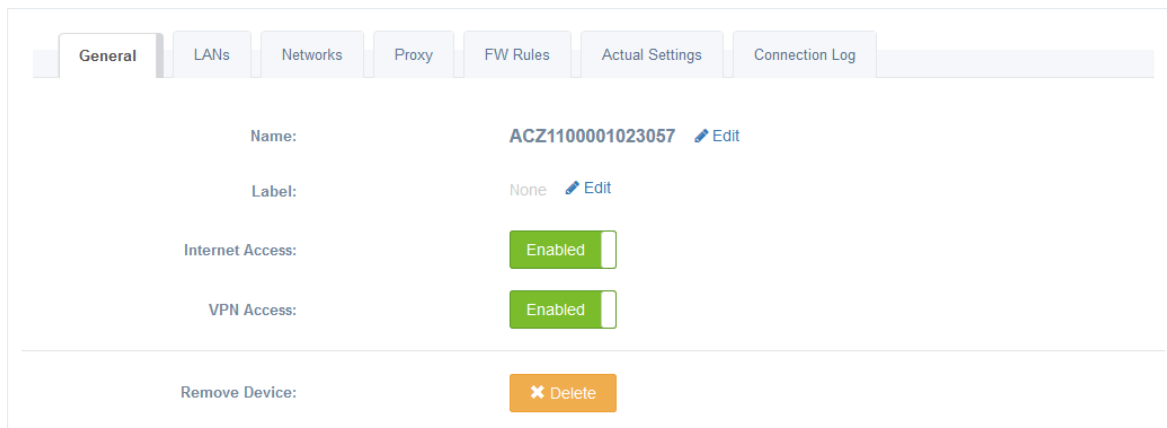 General LANs Networks Proxy FW Rules Actual Settings Connection Log
Name: ACZ1100001023057 Edit
Label: None Edit
Internet Access: Enabled
VPN Access: Enabled
Remove Device: Delete